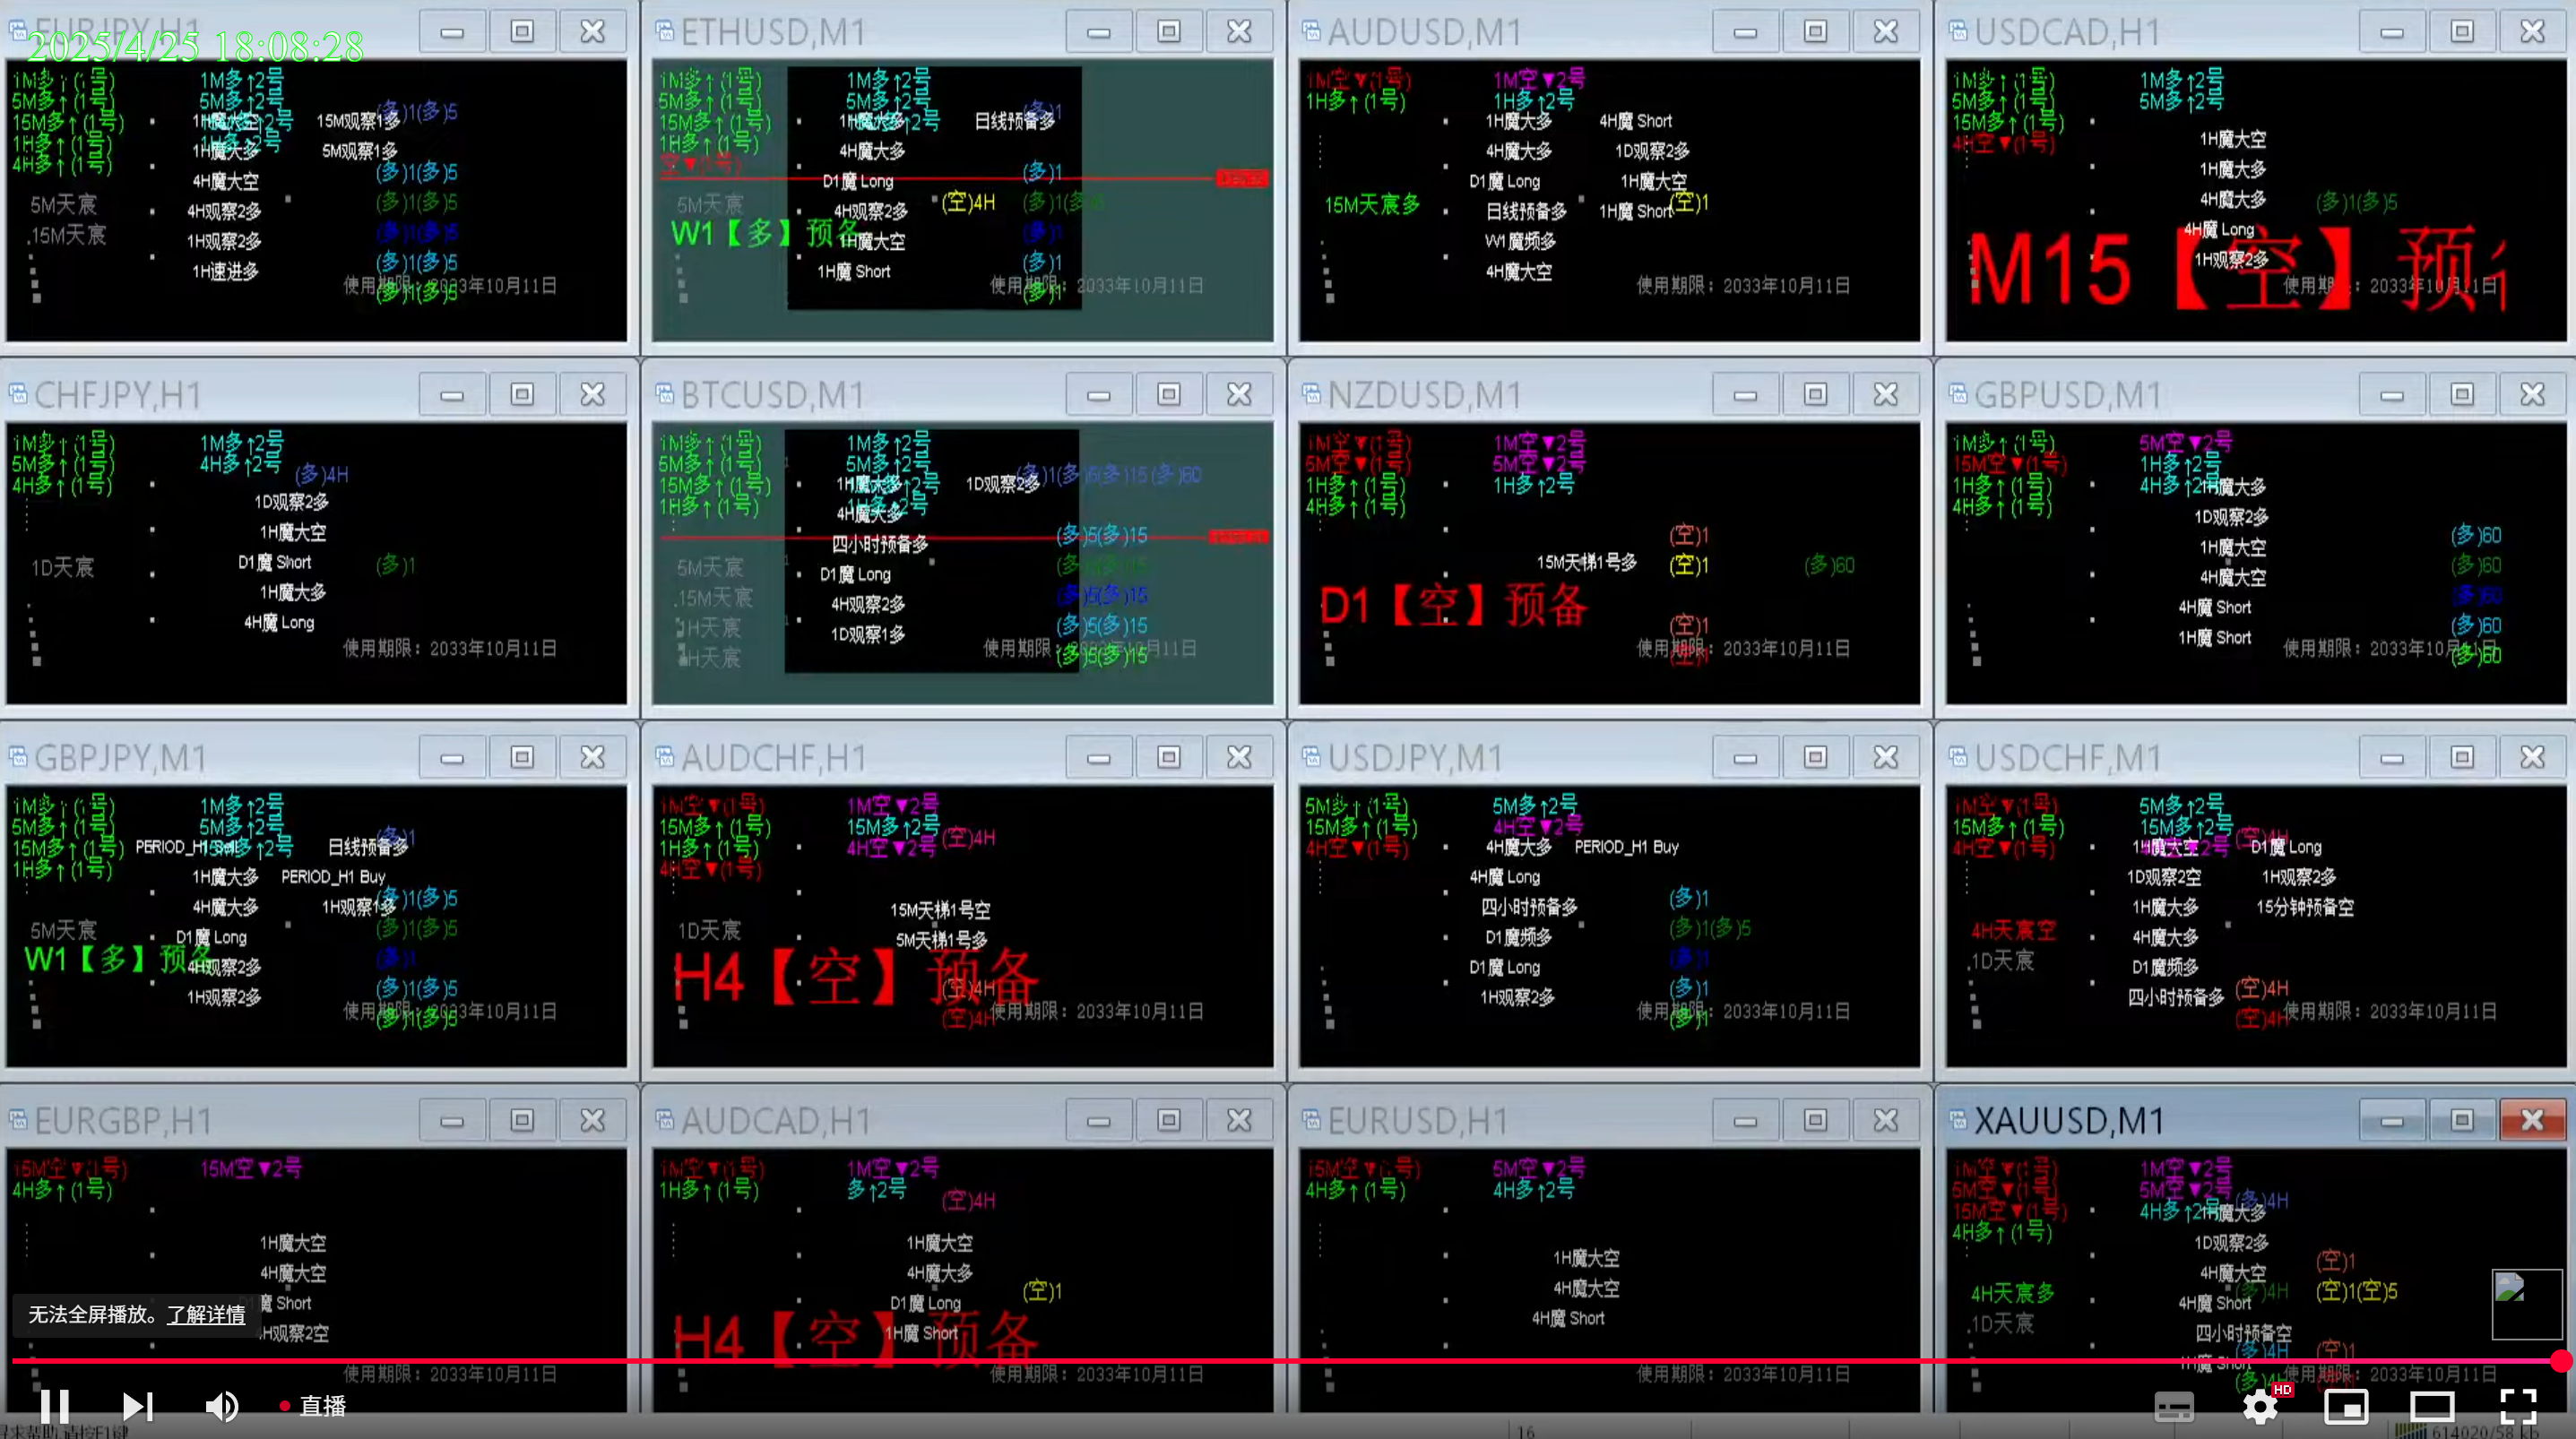 2025/4/25 18:08:28
EURJPY,H1
1M多↑(1号) 1M多↑2号
5M多↑(1号) 5M多↑2号 (多)1(多)5
15M多↑(1号) 15M观察1多
1H多↑(1号) 1H魔大多 5M观察1多
4H多↑(1号) (多)1(多)5
4H魔大空
5M天宸 4H观察2多 (多)1(多)5
.15M天宸 1H观察2多 (多)1(多)5
1H速进多 (多)1(多)5
使用期限：2033年10月11日
(多)1(多)5
ETHUSD,M1
1M多↑(1号) 1M多↑2号
5M多↑(1号) 5M多↑2号 (多)1
15M多↑(1号) 1H魔大多 日线预备多
1H多↑(1号) 4H魔大多
空▼(1号) (多)1
D1魔 Long
5M天宸 4H观察2多 (空)4H (多)1(多)5
W1【多】预备 1H魔大空 (多)1
1H魔 Short (多)1
使用期限：2033年10月11日
(多)1
AUDUSD,M1
1M空▼(1号) 1M空▼2号
1H多↑(1号) 1H多↑2号
1H魔大多 4H魔 Short
4H魔大多 1D观察2多
D1魔 Long 1H魔大空
15M天宸多 日线预备多 1H魔 Short (空)1
W1魔频多
4H魔大空 使用期限：2033年10月11日
USDCAD,H1
1M多↑(1号) 1M多↑2号
5M多↑(1号) 5M多↑2号
15M多↑(1号)
4H空▼(1号) 1H魔大空
1H魔大多
4H魔大多 (多)1(多)5
4H魔 Long
M15【空】预
1H观察2多
使用期限：2033年10月11日
CHFJPY,H1
1M多↑(1号) 1M多↑2号
5M多↑(1号) 4H多↑2号 (多)4H
4H多↑(1号)
1D观察2多
1H魔大空
1D天宸 D1魔 Short (多)1
1H魔大多
4H魔 Long
使用期限：2033年10月11日
BTCUSD,M1
1M多↑(1号) 1M多↑2号
5M多↑(1号) 5M多↑2号 (多)1(多)5(多)15(多)60
15M多↑(1号) 1H魔大多 1D观察2多
1H多↑(1号) 4H魔大多
四小时预备多 (多)5(多)15
5M天宸 D1魔 Long (多)5(多)15
.15M天宸 4H观察2多 (多)5(多)15
1H天宸 1D观察1多 (多)5(多)15
H天宸 使用期限：2033年10月11日
(多)5(多)15
NZDUSD,M1
1M空▼(1号) 1M空▼2号
5M空▼(1号) 5M空▼2号
1H多↑(1号) 1H多↑2号
4H多↑(1号)
(空)1
15M天梯1号多 (空)1 (多)60
D1【空】预备
(空)1
使用期限：2033年10月11日
(空)1
GBPUSD,M1
1M多↑(1号) 5M空▼2号
15M空▼(1号) 1H多↑2号
1H多↑(1号) 4H多↑2号 1H魔大多
4H多↑(1号) 1D观察2多
1H魔大空 (多)60
4H魔大空 (多)60
4H魔 Short (多)60
1H魔 Short (多)60
使用期限：2033年10月11日
(多)60
GBPJPY,M1
1M多↑(1号) 1M多↑2号
5M多↑(1号) 5M多↑2号 (多)1
15M多↑(1号) 15M多↑2号 日线预备多
1H多↑(1号) 1H魔大多 PERIOD_H1 Buy
4H魔大多 1H观察1多 (多)1(多)5
5M天宸 D1魔 Long (多)1(多)5
W1【多】预备 4H观察2多 (多)1
1H观察2多 (多)1(多)5
使用期限：2033年10月11日
(多)1(多)5
AUDCHF,H1
1M空▼(1号) 1M空▼2号
15M多↑(1号) 15M多↑2号 (空)4H
1H多↑(1号) 4H空▼2号
4H空▼(1号)
15M天梯1号空
1D天宸 5M天梯1号多
H4【空】预备
(空)4H
(空)4H 使用期限：2033年10月11日
USDJPY,M1
5M多↑(1号) 5M多↑2号
15M多↑(1号) 4H空▼2号
4H空▼(1号) 4H魔大多 PERIOD_H1 Buy
4H魔 Long
四小时预备多 (多)1
D1魔频多 (多)1(多)5
D1魔 Long (多)1
1H观察2多 (多)1
使用期限：2033年10月11日
(多)1
USDCHF,M1
1M空▼(1号) 5M多↑2号
15M多↑(1号) 15M多↑2号 (空)4H
4H空▼(1号) 1H魔大空 D1魔 Long
1D观察2空 1H观察2多
1H魔大多 15分钟预备空
4H天宸空 4H魔大多
.1D天宸 D1魔频多
四小时预备多 (空)4H
(空)4H 使用期限：2033年10月11日
EURGBP,H1
15M空▼(1号) 15M空▼2号
4H多↑(1号)
1H魔大空
4H魔大空
魔 Short
4H观察2空
使用期限：2033年10月11日
AUDCAD,H1
1M空▼(1号) 1M空▼2号
1H多↑(1号) 多↑2号 (空)4H
1H魔大空
4H魔大多
D1魔 Long (空)1
H4【空】预备
1H魔 Short
使用期限：2033年10月11日
EURUSD,H1
15M空▼(1号) 5M空▼2号
4H多↑(1号) 4H多↑2号
1H魔大空
4H魔大空
4H魔 Short
使用期限：2033年10月11日
XAUUSD,M1
1M空▼(1号) 1M空▼2号
5M空▼(1号) 5M空▼2号 (多)4H
15M空▼(1号) 4H多↑2号 1H魔大多
4H多↑(1号) 1D观察2多
4H魔大空 (空)1
4H天宸多 4H魔 Short (多)4H (空)1(空)5
.1D天宸 四小时预备空
1H魔 Short (多)4H (空)1
使用期限：2033年10月11日
无法全屏播放。了解详情
直播
HD
16
614020/58 kb